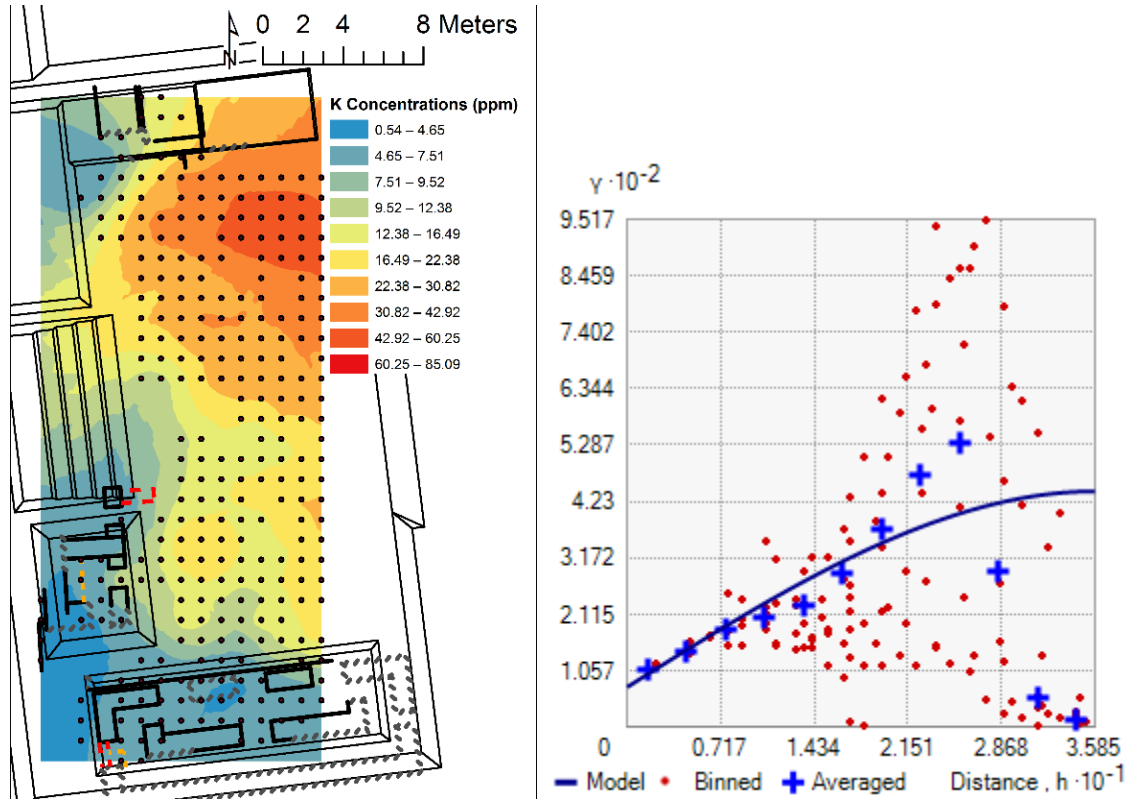 N
0 2 4 8 Meters
K Concentrations (ppm)
0.54 – 4.65
4.65 – 7.51
7.51 – 9.52
9.52 – 12.38
12.38 – 16.49
16.49 – 22.38
22.38 – 30.82
30.82 – 42.92
42.92 – 60.25
60.25 – 85.09
γ ·10⁻²
9.517
8.459
7.402
6.344
5.287
4.23
3.172
2.115
1.057
0 0.717 1.434 2.151 2.868 3.585
Model Binned Averaged Distance , h ·10⁻¹